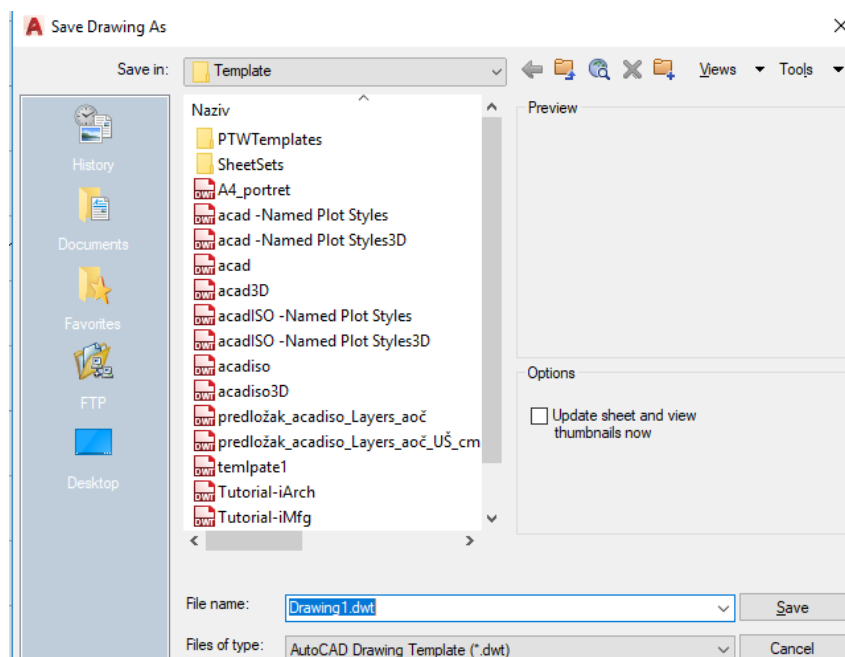 Save Drawing As
Save in: Template Views Tools
History
Documents
Favorites
FTP
Desktop
Naziv
PTWTemplates
SheetSets
A4_portret
acad -Named Plot Styles
acad -Named Plot Styles3D
acad
acad3D
acadISO -Named Plot Styles
acadISO -Named Plot Styles3D
acadiso
acadiso3D
predložak_acadiso_Layers_aoč
predložak_acadiso_Layers_aoč_UŠ_cm
temlpate1
Tutorial-iArch
Tutorial-iMfg
Preview
Options
Update sheet and view
thumbnails now
File name: Drawing1.dwt Save
Files of type: AutoCAD Drawing Template (*.dwt) Cancel